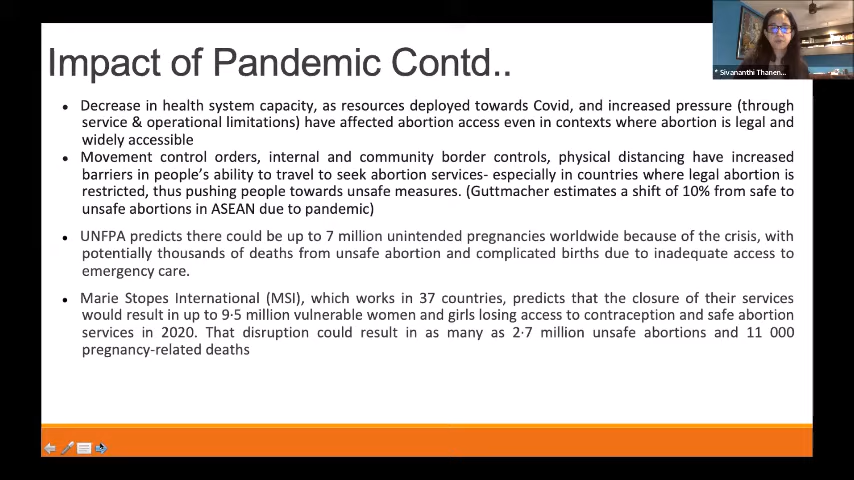 Impact of Pandemic Contd..
* Sivananthi Thanen...
• Decrease in health system capacity, as resources deployed towards Covid, and increased pressure (through
service & operational limitations) have affected abortion access even in contexts where abortion is legal and
widely accessible
• Movement control orders, internal and community border controls, physical distancing have increased
barriers in people's ability to travel to seek abortion services- especially in countries where legal abortion is
restricted, thus pushing people towards unsafe measures. (Guttmacher estimates a shift of 10% from safe to
unsafe abortions in ASEAN due to pandemic)
• UNFPA predicts there could be up to 7 million unintended pregnancies worldwide because of the crisis, with
potentially thousands of deaths from unsafe abortion and complicated births due to inadequate access to
emergency care.
• Marie Stopes International (MSI), which works in 37 countries, predicts that the closure of their services
would result in up to 9·5 million vulnerable women and girls losing access to contraception and safe abortion
services in 2020. That disruption could result in as many as 2·7 million unsafe abortions and 11 000
pregnancy-related deaths